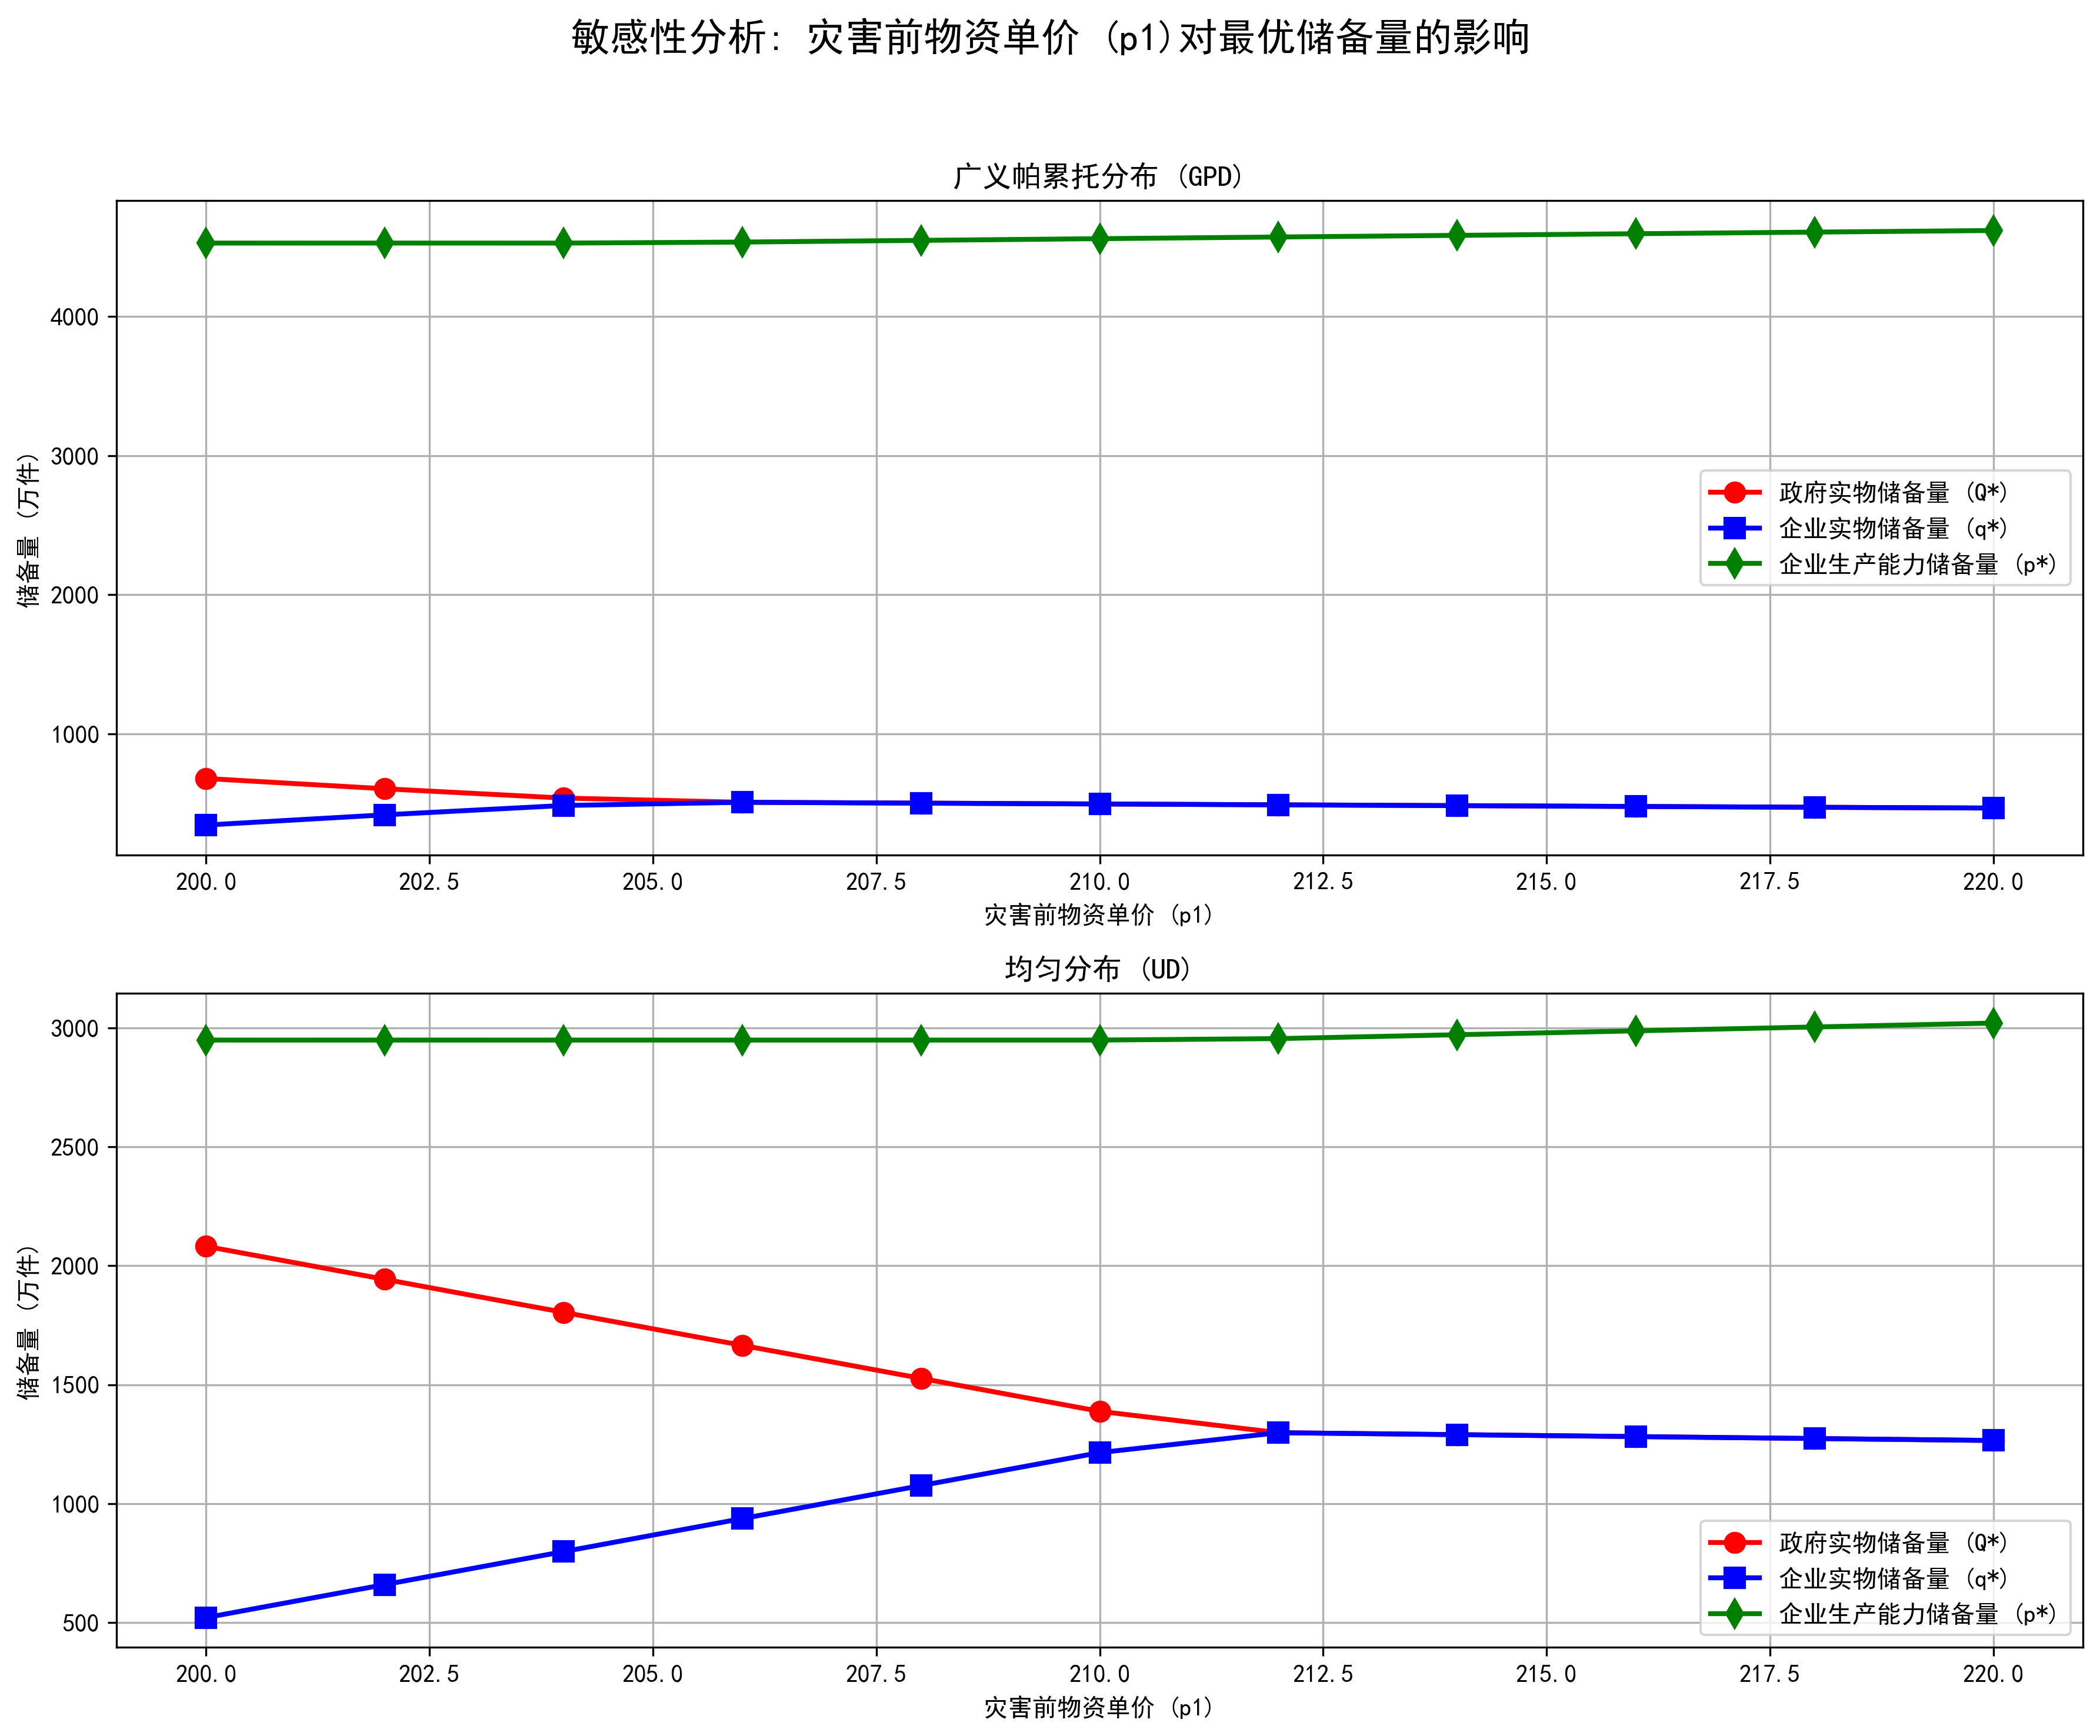 敏感性分析: 灾害前物资单价 (p1)对最优储备量的影响
广义帕累托分布 (GPD)
储备量 (万件)
4000
3000
2000
1000
政府实物储备量 (Q*)
企业实物储备量 (q*)
企业生产能力储备量 (p*)
200.0 202.5 205.0 207.5 210.0 212.5 215.0 217.5 220.0
灾害前物资单价 (p1)
均匀分布 (UD)
储备量 (万件)
3000
2500
2000
1500
1000
500
政府实物储备量 (Q*)
企业实物储备量 (q*)
企业生产能力储备量 (p*)
200.0 202.5 205.0 207.5 210.0 212.5 215.0 217.5 220.0
灾害前物资单价 (p1)